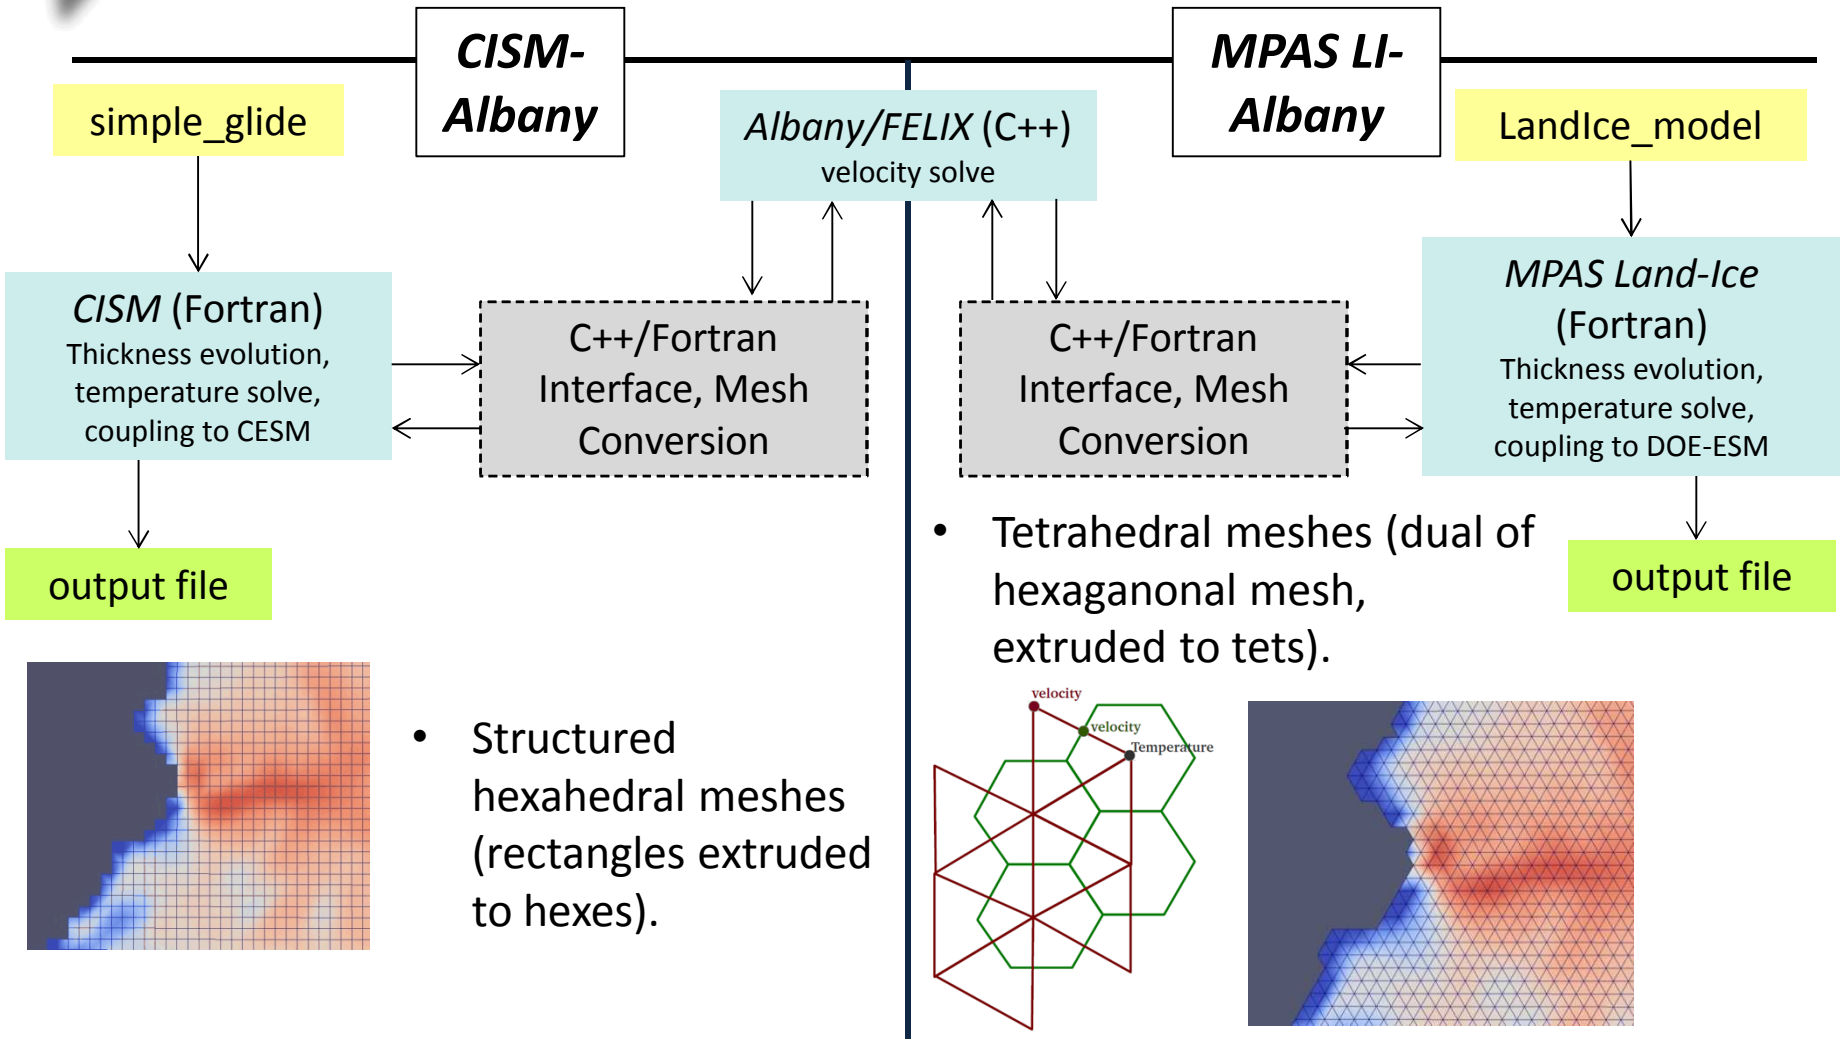 CISM-
Albany
MPAS LI-
Albany
simple_glide
Albany/FELIX (C++)
velocity solve
LandIce_model
CISM (Fortran)
Thickness evolution,
temperature solve,
coupling to CESM
C++/Fortran
Interface, Mesh
Conversion
C++/Fortran
Interface, Mesh
Conversion
MPAS Land-Ice
(Fortran)
Thickness evolution,
temperature solve,
coupling to DOE-ESM
output file
output file
• Structured
hexahedral meshes
(rectangles extruded
to hexes).
• Tetrahedral meshes (dual of
hexaganonal mesh,
extruded to tets).
velocity
velocity
Temperature